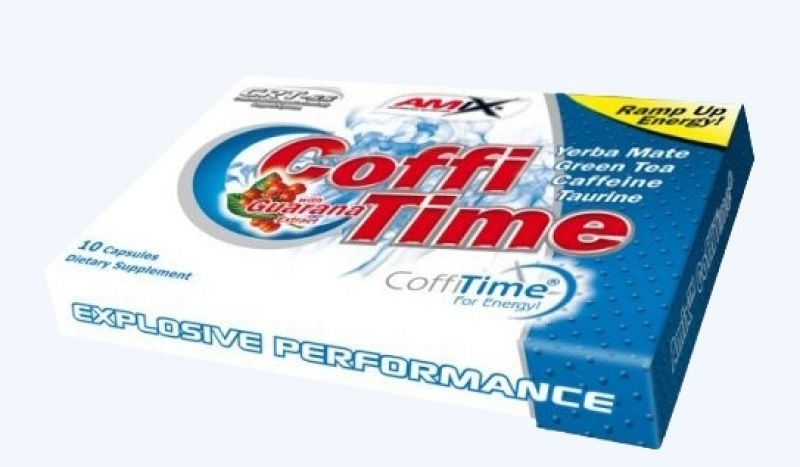 AMIX
Ramp Up
Energy!
Coffi
Time
with
Guarana
Extract
Yerba Mate
Green Tea
Caffeine
Taurine
CoffiTime®
For Energy!
10 Capsules
Dietary Supplement
EXPLOSIVE PERFORMANCE